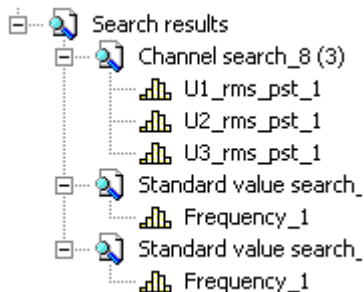 Search results
Channel search_8 (3)
U1_rms_pst_1
U2_rms_pst_1
U3_rms_pst_1
Standard value search_
Frequency_1
Standard value search_
Frequency_1